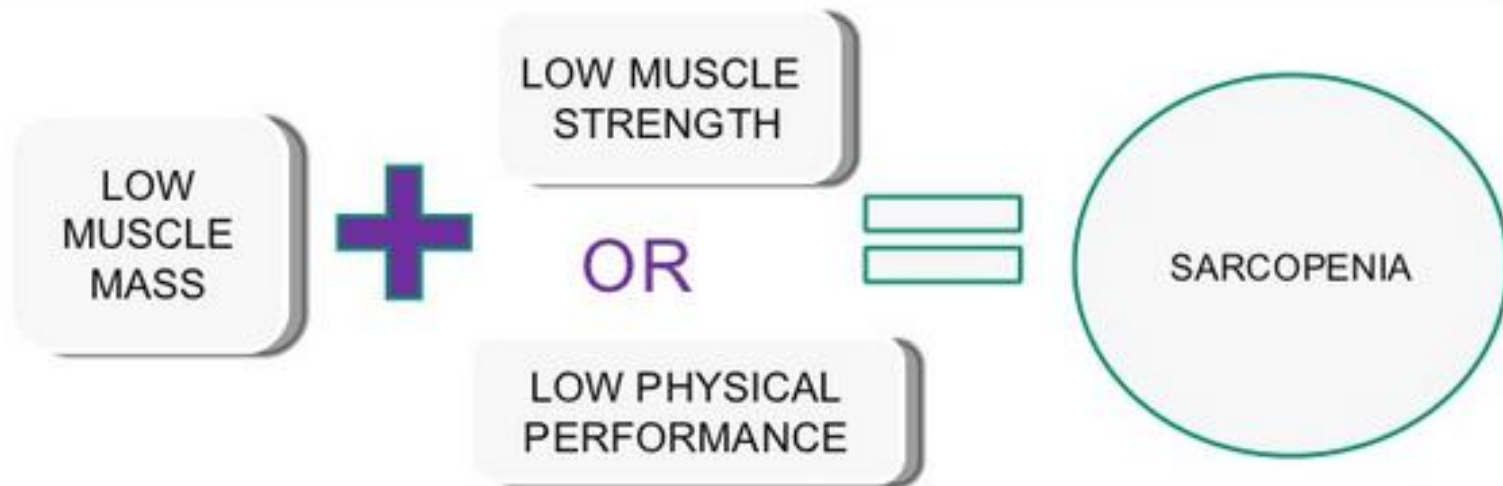 LOW
MUSCLE
MASS
LOW MUSCLE
STRENGTH
OR
LOW PHYSICAL
PERFORMANCE
SARCOPENIA